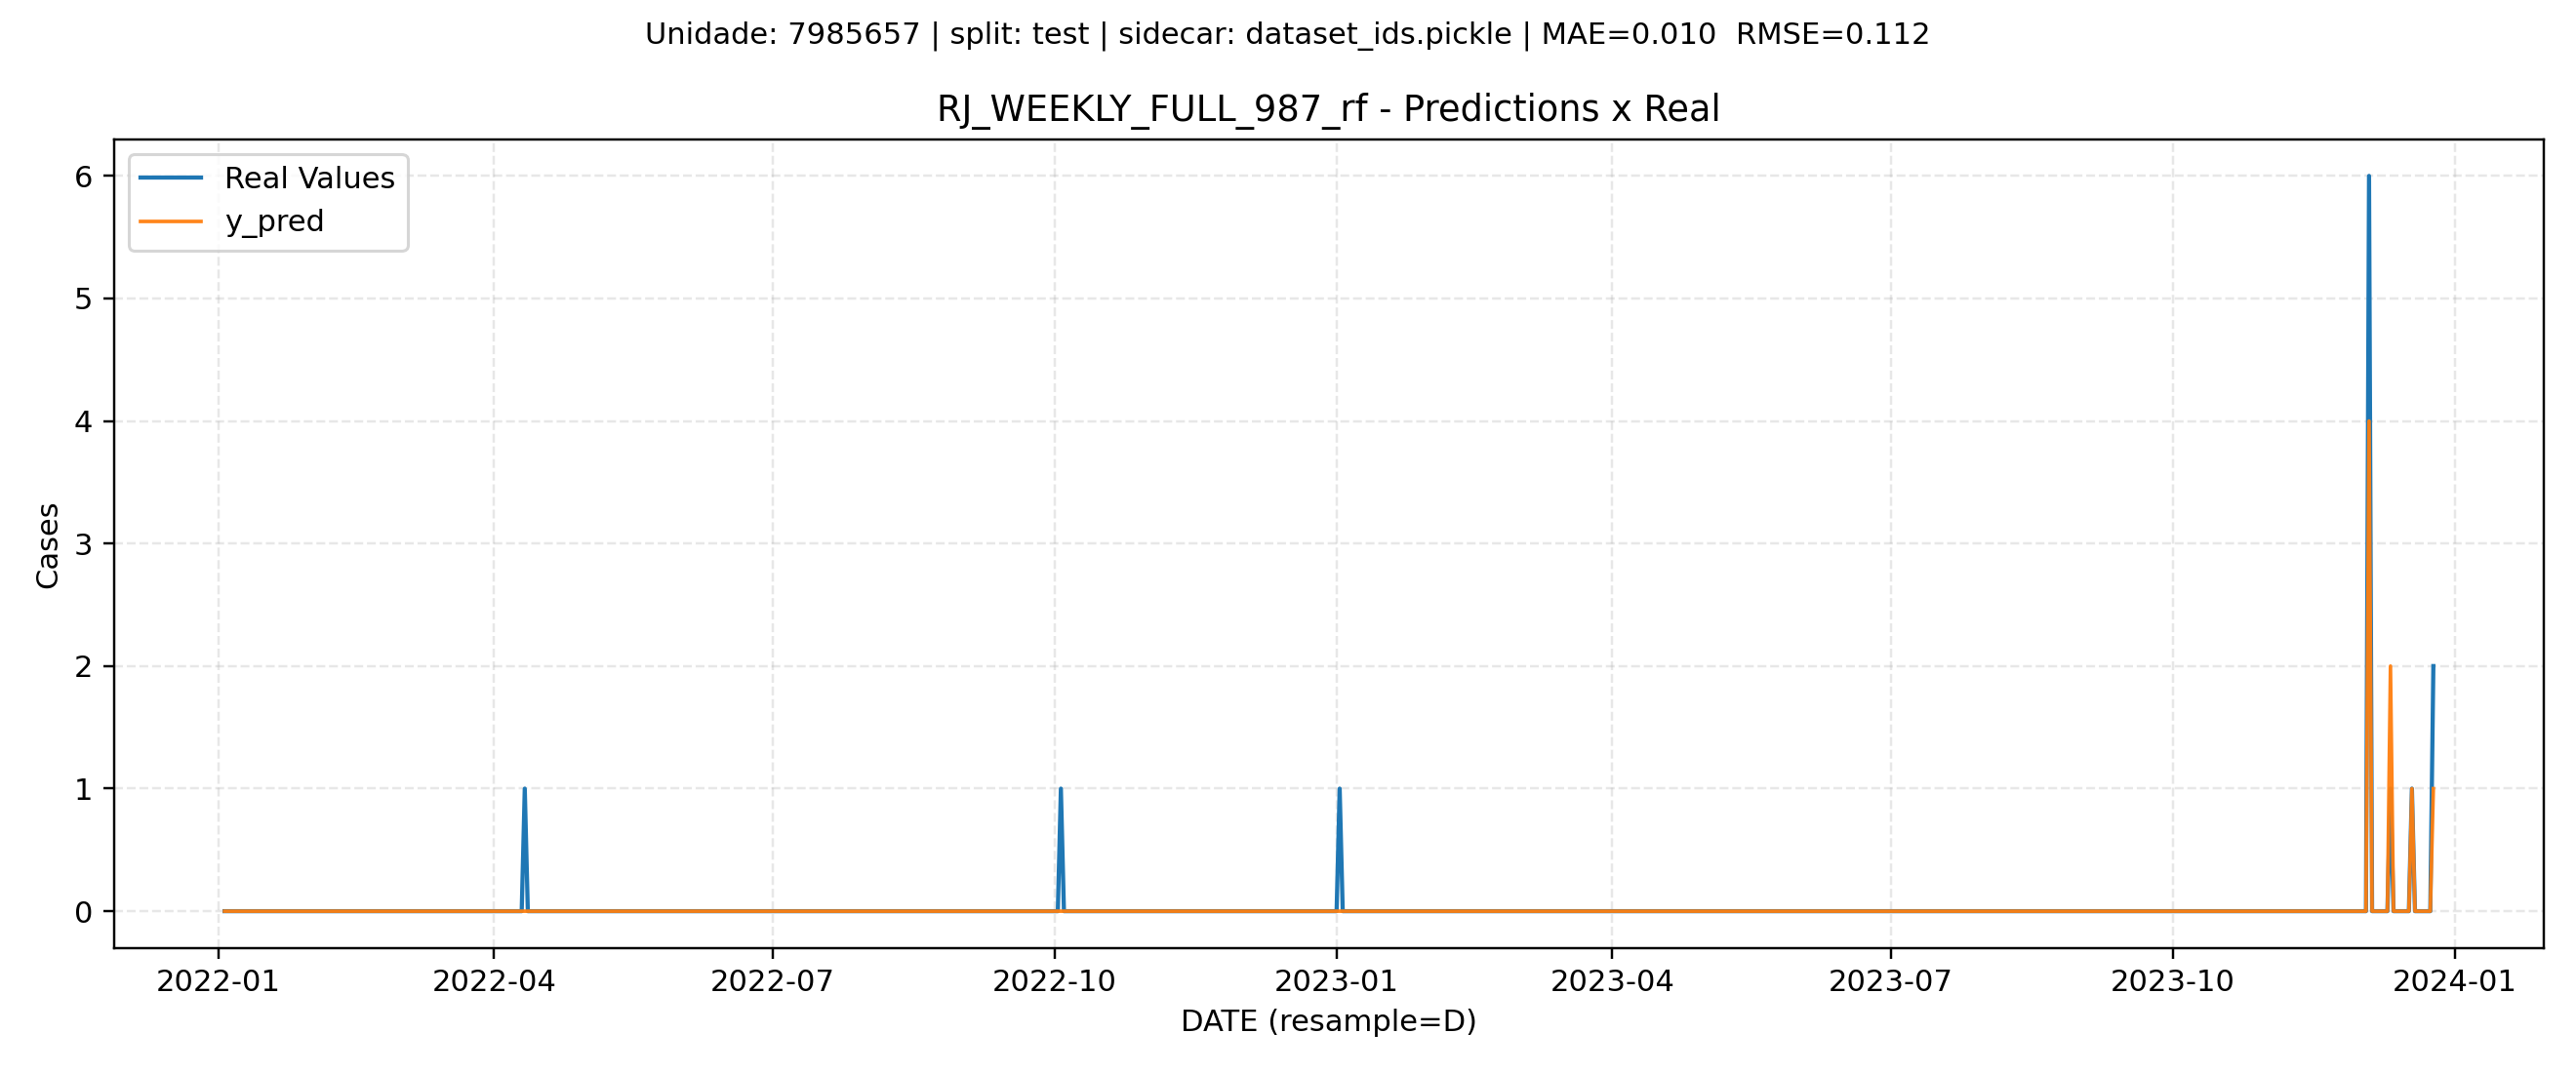 Unidade: 7985657 | split: test | sidecar: dataset_ids.pickle | MAE=0.010  RMSE=0.112
RJ_WEEKLY_FULL_987_rf - Predictions x Real
Real Values
y_pred
6
5
4
3
2
1
0
Cases
2022-01
2022-04
2022-07
2022-10
2023-01
2023-04
2023-07
2023-10
2024-01
DATE (resample=D)